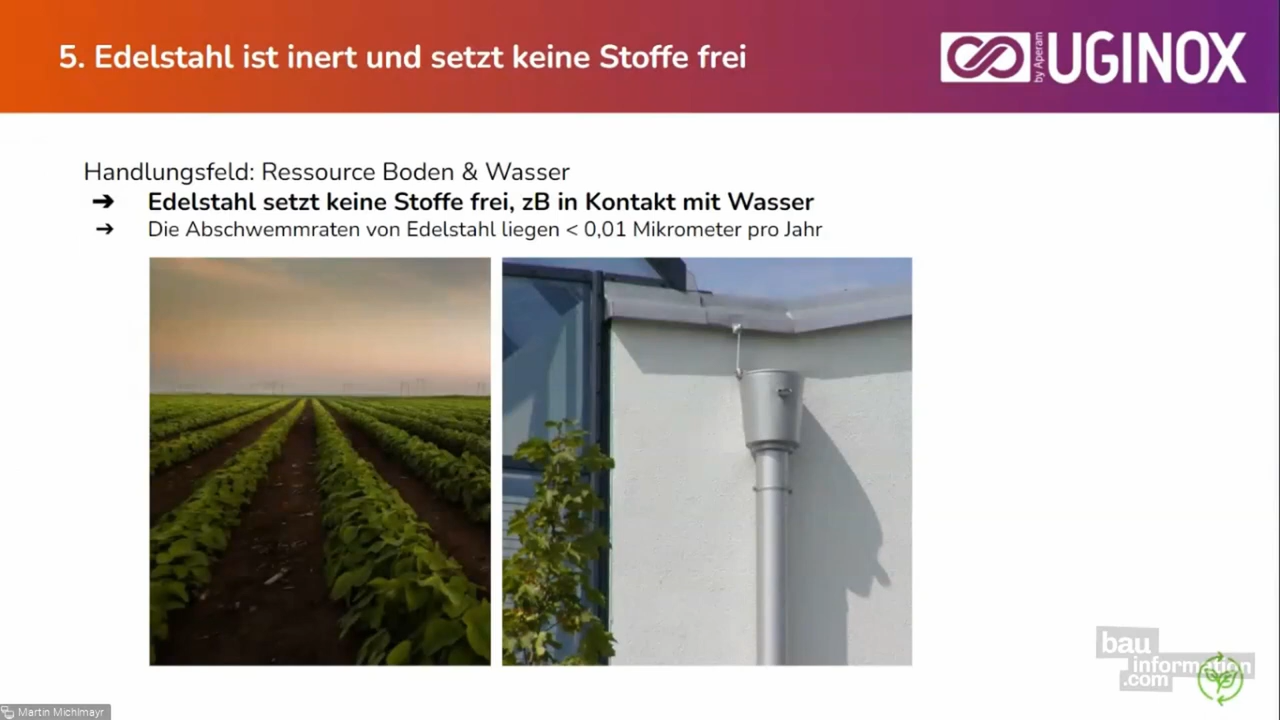 5. Edelstahl ist inert und setzt keine Stoffe frei
by Aperam
UGINOX
Handlungsfeld: Ressource Boden & Wasser
➔ Edelstahl setzt keine Stoffe frei, zB in Kontakt mit Wasser
➔ Die Abschwemmraten von Edelstahl liegen < 0,01 Mikrometer pro Jahr
bau
information
.com
Martin Michlmayr